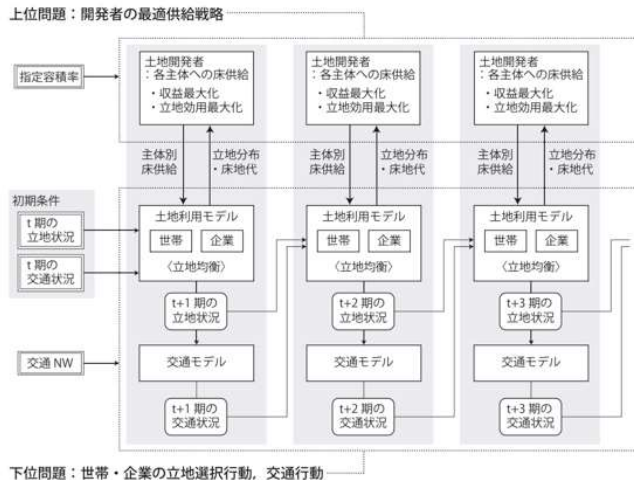 上位問題：開発者の最適供給戦略
指定容積率
土地開発者
：各主体への床供給
・収益最大化
・立地効用最大化
土地開発者
：各主体への床供給
・収益最大化
・立地効用最大化
土地開発者
：各主体への床供給
・収益最大化
・立地効用最大化
主体別
床供給
立地分布
・床地代
主体別
床供給
立地分布
・床地代
主体別
床供給
立地分布
・床地代
初期条件
t 期の
立地状況
t 期の
交通状況
土地利用モデル
世帯
企業
〈立地均衡〉
土地利用モデル
世帯
企業
〈立地均衡〉
土地利用モデル
世帯
企業
〈立地均衡〉
t+1 期の
立地状況
t+2 期の
立地状況
t+3 期の
立地状況
交通 NW
交通モデル
交通モデル
交通モデル
t+1 期の
交通状況
t+2 期の
交通状況
t+3 期の
交通状況
下位問題：世帯・企業の立地選択行動，交通行動